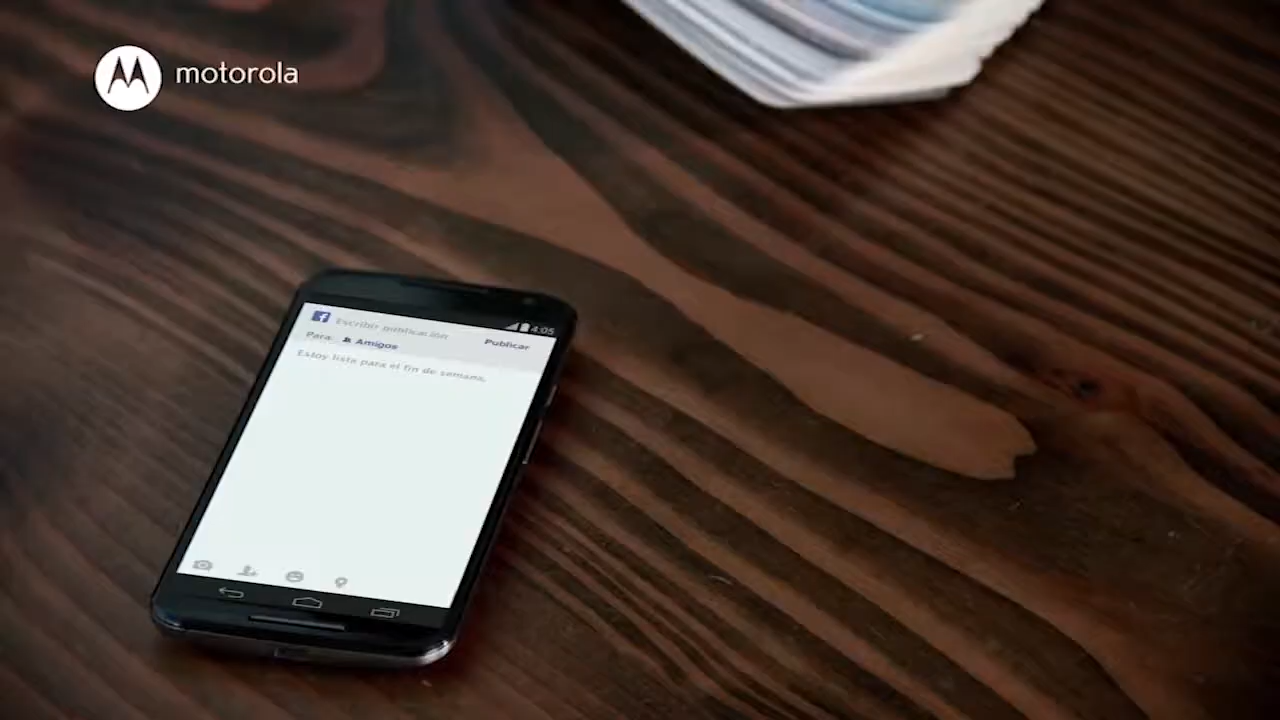 motorola
4:05
Escribir publicación
Publicar
Para: Amigos
Estoy lista para el fin de semana.